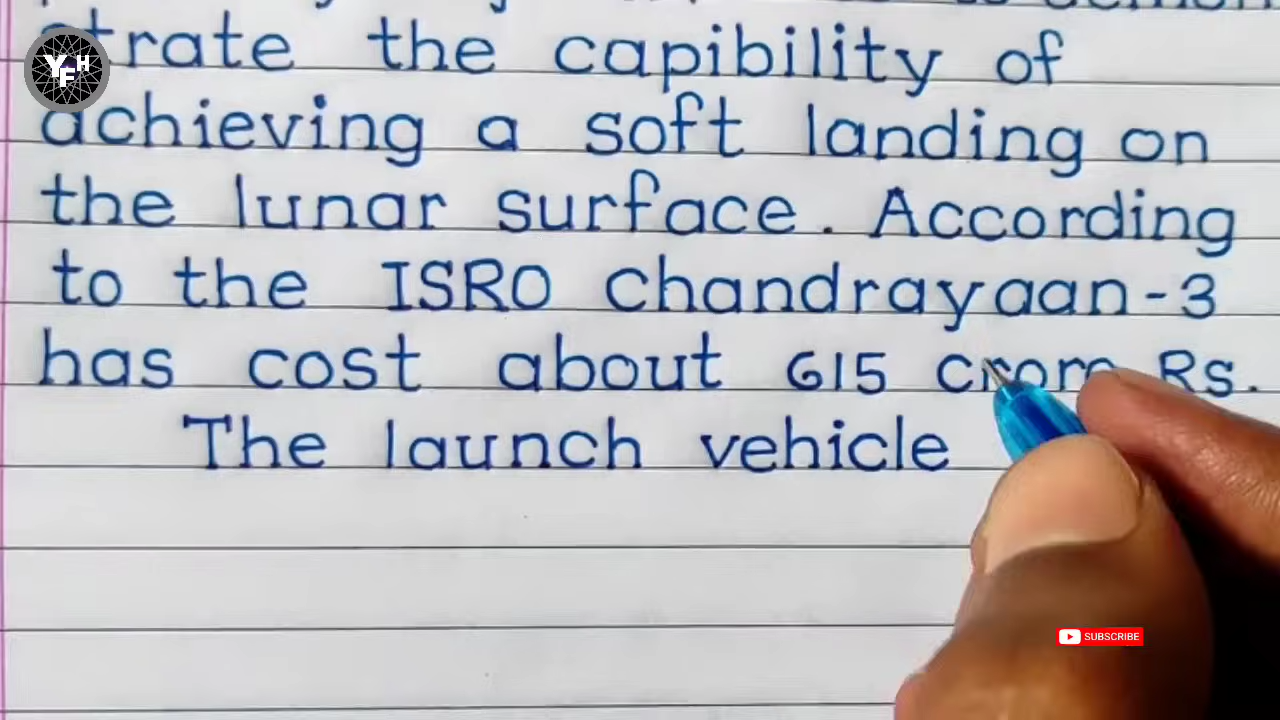 strate the capibility of
achieving a soft landing on
the lunar surface. According
to the ISRO Chandrayaan-3
has cost about 615 Rs.
The launch vehicle
YFH
SUBSCRIBE